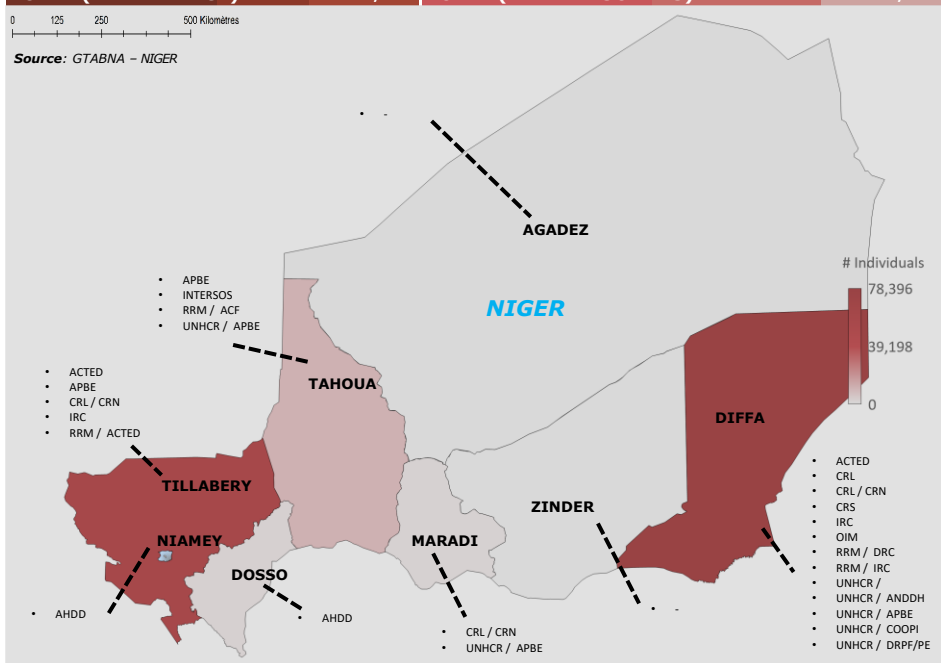 0 125 250 500 Kilomètres
Source: GTABNA – NIGER
• -
AGADEZ
# Individuals
78,396
39,198
0
NIGER
• APBE
• INTERSOS
• RRM / ACF
• UNHCR / APBE
TAHOUA
• ACTED
• APBE
• CRL / CRN
• IRC
• RRM / ACTED
DIFFA
TILLABERY
ZINDER
NIAMEY
MARADI
DOSSO
• ACTED
• CRL
• CRL / CRN
• CRS
• IRC
• OIM
• RRM / DRC
• RRM / IRC
• UNHCR /
• UNHCR / ANDDH
• UNHCR / APBE
• UNHCR / COOPI
• UNHCR / DRPF/PE
• AHDD
• AHDD
• -
• CRL / CRN
• UNHCR / APBE